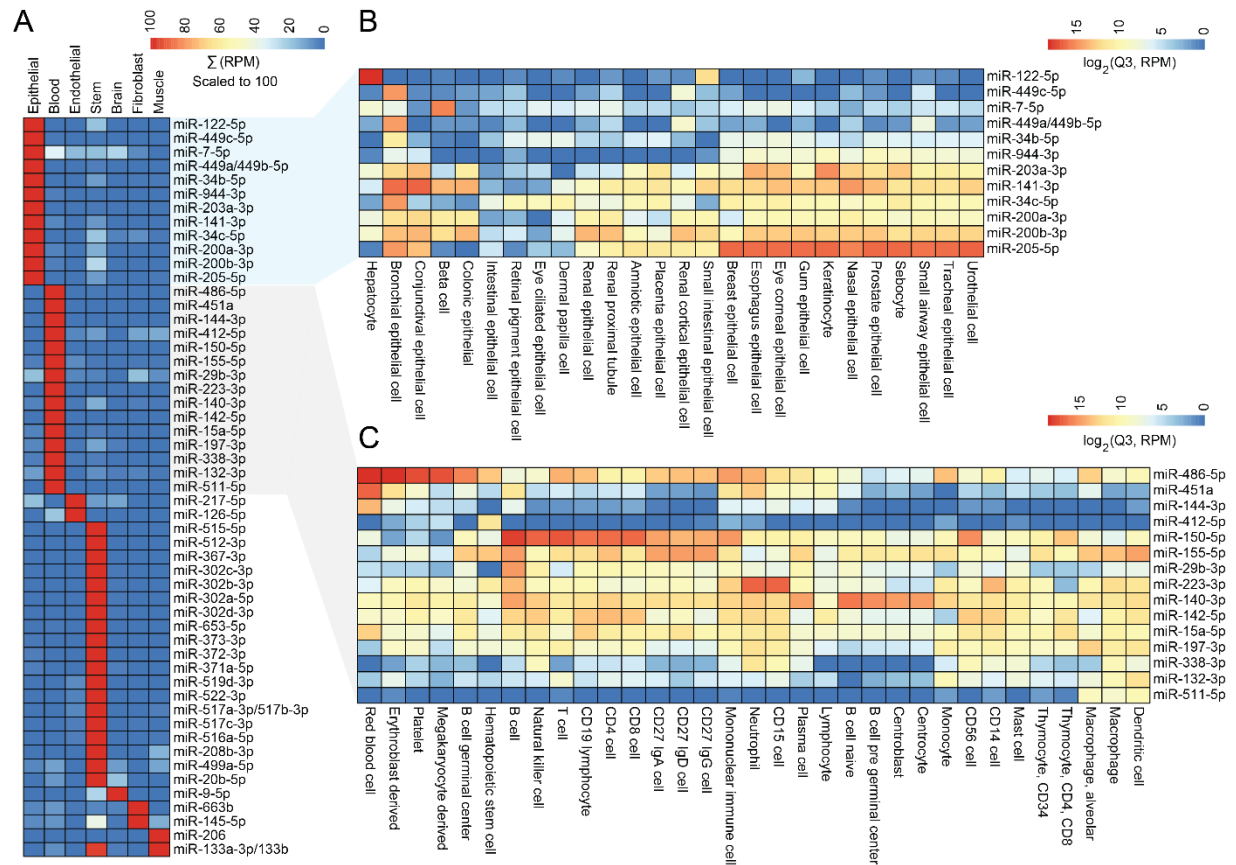 A
100
80
60
40
20
0
Σ (RPM)
Scaled to 100
Epithelial
Blood
Endothelial
Stem
Brain
Fibroblast
Muscle
miR-122-5p
miR-449c-5p
miR-7-5p
miR-449a/449b-5p
miR-34b-5p
miR-944-3p
miR-203a-3p
miR-141-3p
miR-34c-5p
miR-200a-3p
miR-200b-3p
miR-205-5p
miR-486-5p
miR-451a
miR-144-3p
miR-412-5p
miR-150-5p
miR-155-5p
miR-29b-3p
miR-223-3p
miR-140-3p
miR-142-5p
miR-15a-5p
miR-197-3p
miR-338-3p
miR-132-3p
miR-511-5p
miR-217-5p
miR-126-5p
miR-515-5p
miR-512-3p
miR-367-3p
miR-302c-3p
miR-302b-3p
miR-302a-5p
miR-302d-3p
miR-653-5p
miR-373-3p
miR-372-3p
miR-371a-5p
miR-519d-3p
miR-522-3p
miR-517a-3p/517b-3p
miR-517c-3p
miR-516a-5p
miR-208b-3p
miR-499a-5p
miR-20b-5p
miR-9-5p
miR-663b
miR-145-5p
miR-206
miR-133a-3p/133b
B
15
10
5
0
log2(Q3, RPM)
miR-122-5p
miR-449c-5p
miR-7-5p
miR-449a/449b-5p
miR-34b-5p
miR-944-3p
miR-203a-3p
miR-141-3p
miR-34c-5p
miR-200a-3p
miR-200b-3p
miR-205-5p
Hepatocyte
Bronchial epithelial cell
Conjunctival epithelial cell
Beta cell
Colonic epithelial
Intestinal epithelial cell
Retinal pigment epithelial cell
Eye ciliated epithelial cell
Dermal papilla cell
Renal epithelial cell
Renal proximal tubule
Amniotic epithelial cell
Placenta epithelial cell
Renal cortical epithelial cell
Small intestinal epithelial cell
Breast epithelial cell
Esophagus epithelial cell
Eye corneal epithelial cell
Gum epithelial cell
Keratinocyte
Nasal epithelial cell
Prostate epithelial cell
Sebocyte
Small airway epithelial cell
Tracheal epithelial cell
Urothelial cell
C
15
10
5
0
log2(Q3, RPM)
miR-486-5p
miR-451a
miR-144-3p
miR-412-5p
miR-150-5p
miR-155-5p
miR-29b-3p
miR-223-3p
miR-140-3p
miR-142-5p
miR-15a-5p
miR-197-3p
miR-338-3p
miR-132-3p
miR-511-5p
Red blood cell
Erythroblast derived
Platelet
Megakaryocyte derived
B cell germinal center
Hematopoietic stem cell
B cell
Natural killer cell
T cell
CD19 lymphocyte
CD4 cell
CD8 cell
CD27 IgA cell
CD27 IgD cell
CD27 IgG cell
Mononuclear immune cell
Neutrophil
CD15 cell
Plasma cell
Lymphocyte
B cell naive
B cell pre germinal center
Centroblast
Centrocyte
Monocyte
CD56 cell
CD14 cell
Mast cell
Thymocyte, CD34
Thymocyte, CD4, CD8
Macrophage, alveolar
Macrophage
Dendritic cell